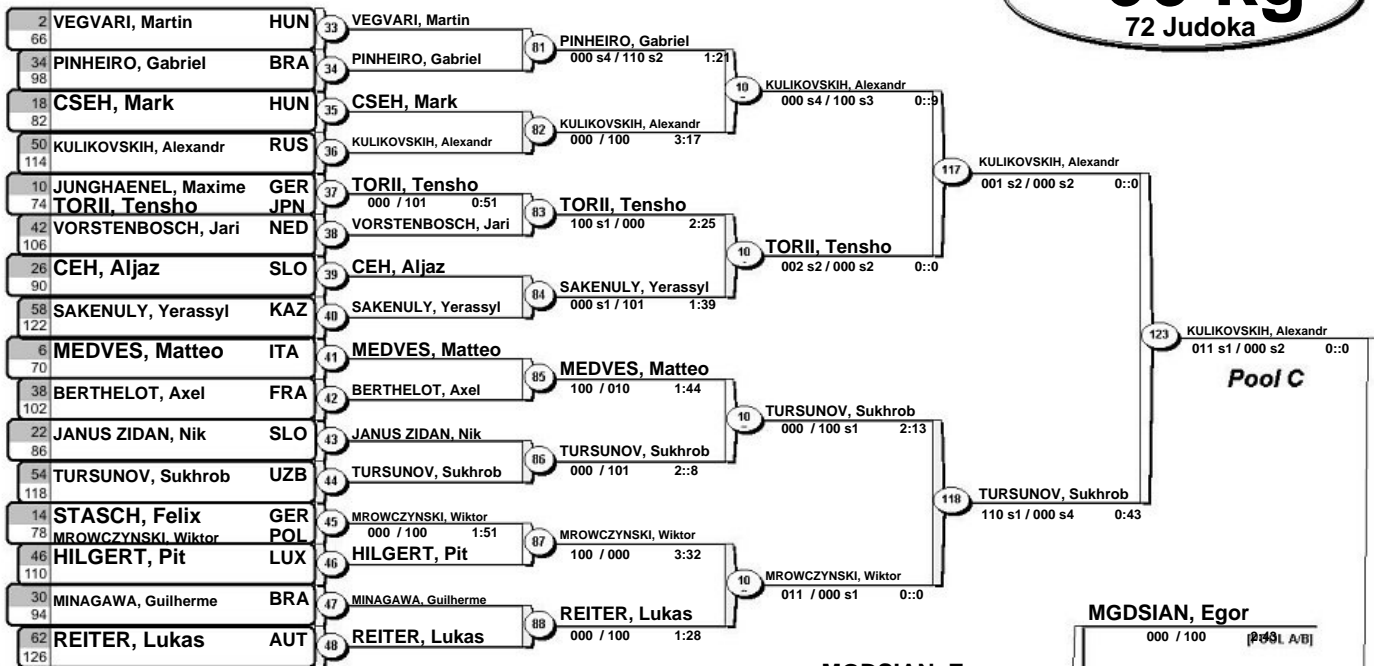 72 Judoka
2 VEGVARI, Martin HUN
66
34 PINHEIRO, Gabriel BRA
98
18 CSEH, Mark HUN
82
50 KULIKOVSKIH, Alexandr RUS
114
10 JUNGHAENEL, Maxime GER
74 TORII, Tensho JPN
42 VORSTENBOSCH, Jari NED
106
26 CEH, Aljaz SLO
90
58 SAKENULY, Yerassyl KAZ
122
6 MEDVES, Matteo ITA
70
38 BERTHELOT, Axel FRA
102
22 JANUS ZIDAN, Nik SLO
86
54 TURSUNOV, Sukhrob UZB
118
14 STASCH, Felix GER
78 MROWCZYNSKI, Wiktor POL
46 HILGERT, Pit LUX
110
30 MINAGAWA, Guilherme BRA
94
62 REITER, Lukas AUT
126
33 VEGVARI, Martin
34 PINHEIRO, Gabriel
35 CSEH, Mark
36 KULIKOVSKIH, Alexandr
37 TORII, Tensho
000 / 101 0:51
38 VORSTENBOSCH, Jari
39 CEH, Aljaz
40 SAKENULY, Yerassyl
41 MEDVES, Matteo
42 BERTHELOT, Axel
43 JANUS ZIDAN, Nik
44 TURSUNOV, Sukhrob
45 MROWCZYNSKI, Wiktor
000 / 100 1:51
46 HILGERT, Pit
47 MINAGAWA, Guilherme
48 REITER, Lukas
81 PINHEIRO, Gabriel
000 s4 / 110 s2 1:21
82 KULIKOVSKIH, Alexandr
000 / 100 3:17
83 TORII, Tensho
100 s1 / 000 2:25
84 SAKENULY, Yerassyl
000 s1 / 101 1:39
85 MEDVES, Matteo
100 / 010 1:44
86 TURSUNOV, Sukhrob
000 / 101 2::8
87 MROWCZYNSKI, Wiktor
100 / 000 3:32
88 REITER, Lukas
000 / 100 1:28
10 KULIKOVSKIH, Alexandr
000 s4 / 100 s3 0::9
10 TORII, Tensho
002 s2 / 000 s2 0::0
10 TURSUNOV, Sukhrob
000 / 100 s1 2:13
10 MROWCZYNSKI, Wiktor
011 / 000 s1 0::0
117 KULIKOVSKIH, Alexandr
001 s2 / 000 s2 0::0
118 TURSUNOV, Sukhrob
110 s1 / 000 s4 0:43
123 KULIKOVSKIH, Alexandr
011 s1 / 000 s2 0::0
Pool C
MGDSIAN, Egor
000 / 100 2:43
[POOL A/B]